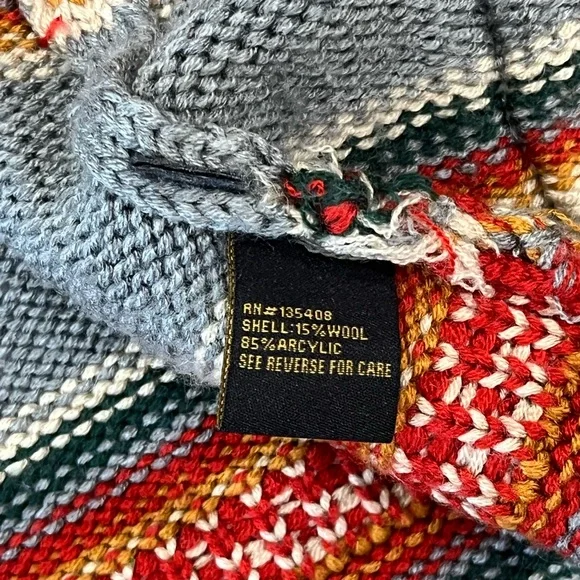 RN#135408
SHELL:15%WOOL
85%ARCYLIC
SEE REVERSE FOR CARE